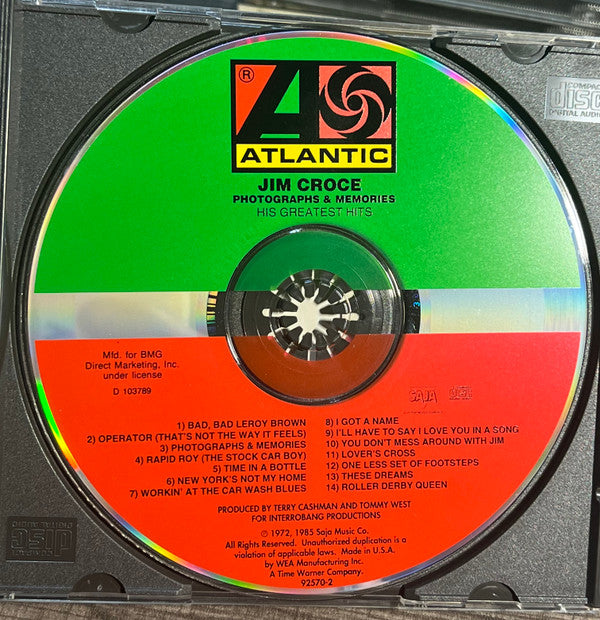 COMPACT
DISC
DIGITAL AUDIO
®
ATLANTIC
JIM CROCE
PHOTOGRAPHS & MEMORIES
HIS GREATEST HITS
Mfd. for BMG
Direct Marketing, Inc.
under license
D 103789
SAJA
1) BAD, BAD LEROY BROWN
2) OPERATOR (THAT'S NOT THE WAY IT FEELS)
3) PHOTOGRAPHS & MEMORIES
4) RAPID ROY (THE STOCK CAR BOY)
5) TIME IN A BOTTLE
6) NEW YORK'S NOT MY HOME
7) WORKIN' AT THE CAR WASH BLUES
8) I GOT A NAME
9) I'LL HAVE TO SAY I LOVE YOU IN A SONG
10) YOU DON'T MESS AROUND WITH JIM
11) LOVER'S CROSS
12) ONE LESS SET OF FOOTSTEPS
13) THESE DREAMS
14) ROLLER DERBY QUEEN
PRODUCED BY TERRY CASHMAN AND TOMMY WEST
FOR INTERROBANG PRODUCTIONS
℗ 1972, 1985 Saja Music Co.
All Rights Reserved. Unauthorized duplication is a
violation of applicable laws. Made in U.S.A.
by WEA Manufacturing Inc.
A Time Warner Company.
92570-2
COMPACT
DISC
DIGITAL AUDIO